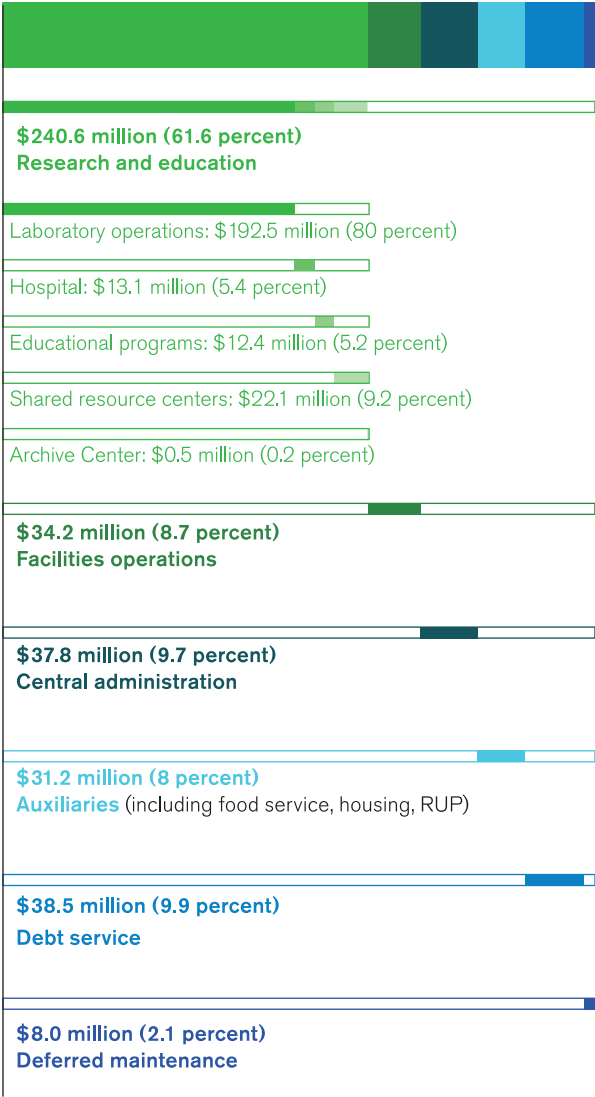 $240.6 million (61.6 percent)
Research and education
Laboratory operations: $192.5 million (80 percent)
Hospital: $13.1 million (5.4 percent)
Educational programs: $12.4 million (5.2 percent)
Shared resource centers: $22.1 million (9.2 percent)
Archive Center: $0.5 million (0.2 percent)
$34.2 million (8.7 percent)
Facilities operations
$37.8 million (9.7 percent)
Central administration
$31.2 million (8 percent)
Auxiliaries (including food service, housing, RUP)
$38.5 million (9.9 percent)
Debt service
$8.0 million (2.1 percent)
Deferred maintenance